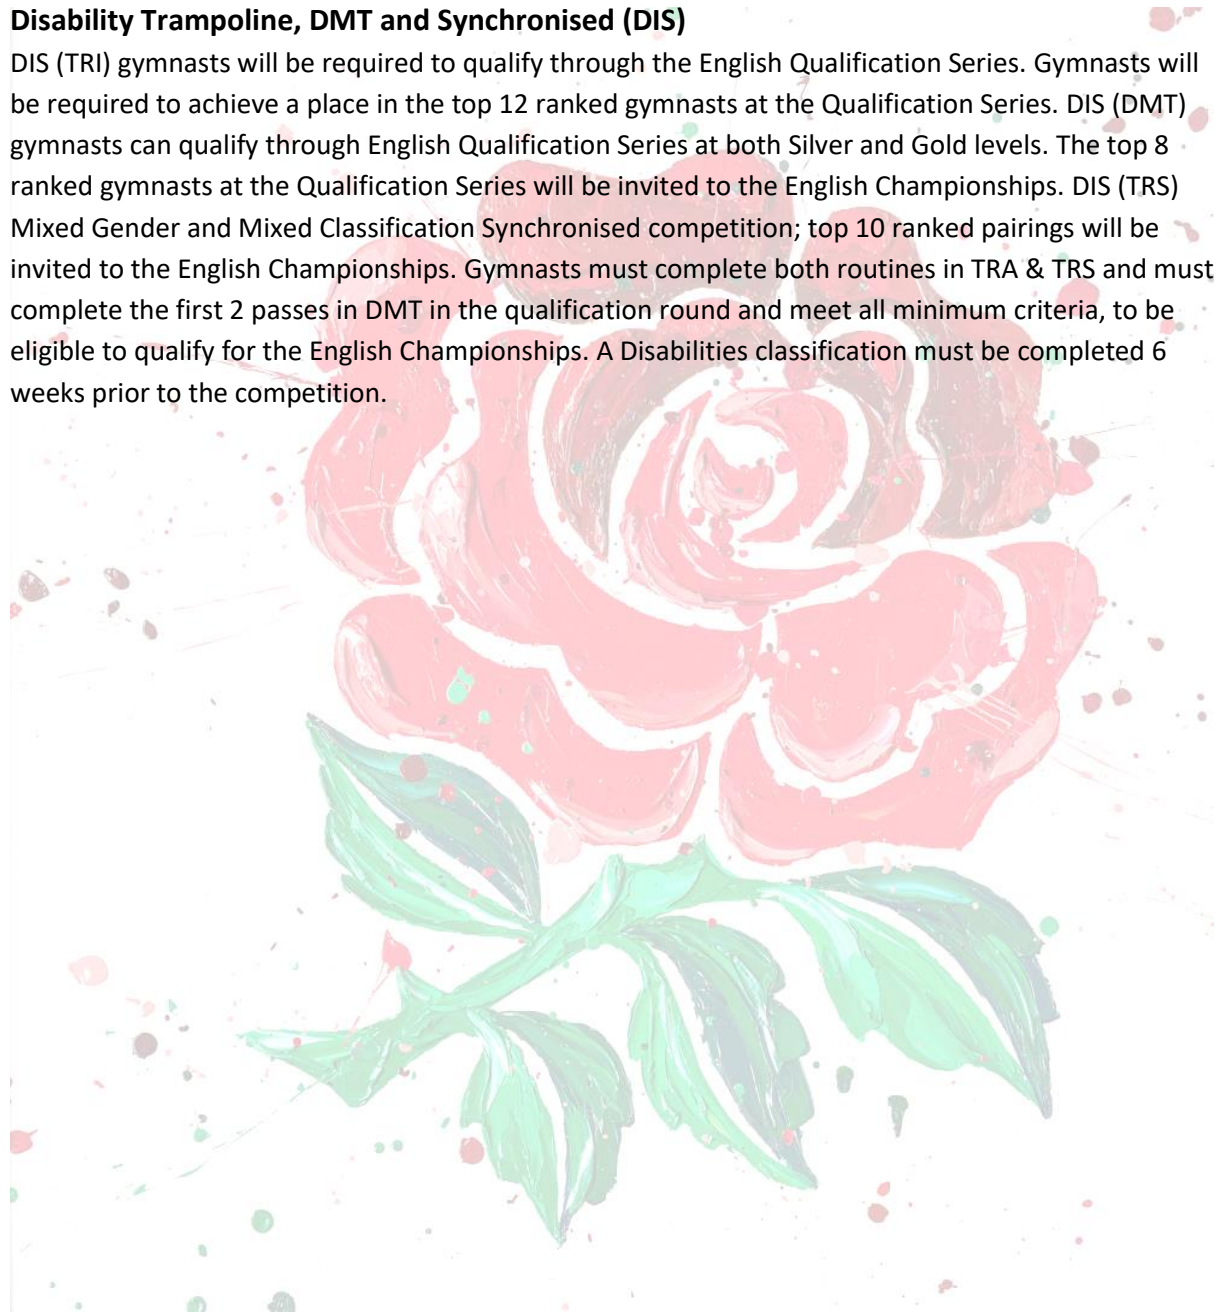 Disability Trampoline, DMT and Synchronised (DIS)
DIS (TRI) gymnasts will be required to qualify through the English Qualification Series. Gymnasts will
be required to achieve a place in the top 12 ranked gymnasts at the Qualification Series. DIS (DMT)
gymnasts can qualify through English Qualification Series at both Silver and Gold levels. The top 8
ranked gymnasts at the Qualification Series will be invited to the English Championships. DIS (TRS)
Mixed Gender and Mixed Classification Synchronised competition; top 10 ranked pairings will be
invited to the English Championships. Gymnasts must complete both routines in TRA & TRS and must
complete the first 2 passes in DMT in the qualification round and meet all minimum criteria, to be
eligible to qualify for the English Championships. A Disabilities classification must be completed 6
weeks prior to the competition.